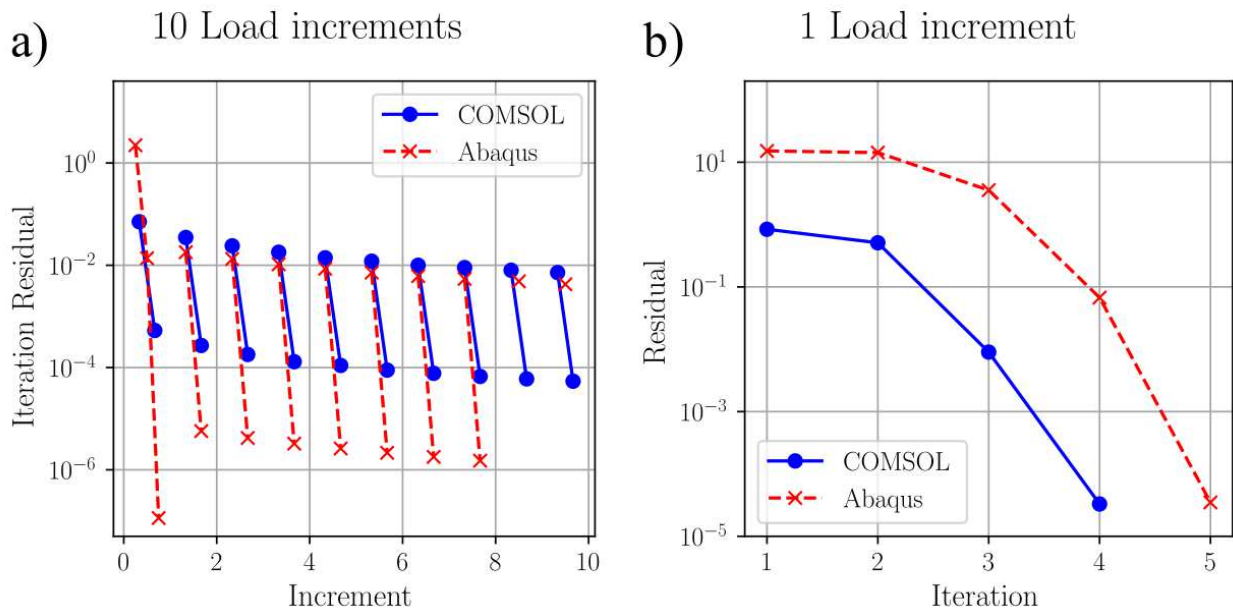 a)
10 Load increments
COMSOL
Abaqus
10^0
10^-2
10^-4
10^-6
Iteration Residual
0 2 4 6 8 10
Increment
b)
1 Load increment
10^1
10^-1
10^-3
10^-5
Residual
COMSOL
Abaqus
1 2 3 4 5
Iteration